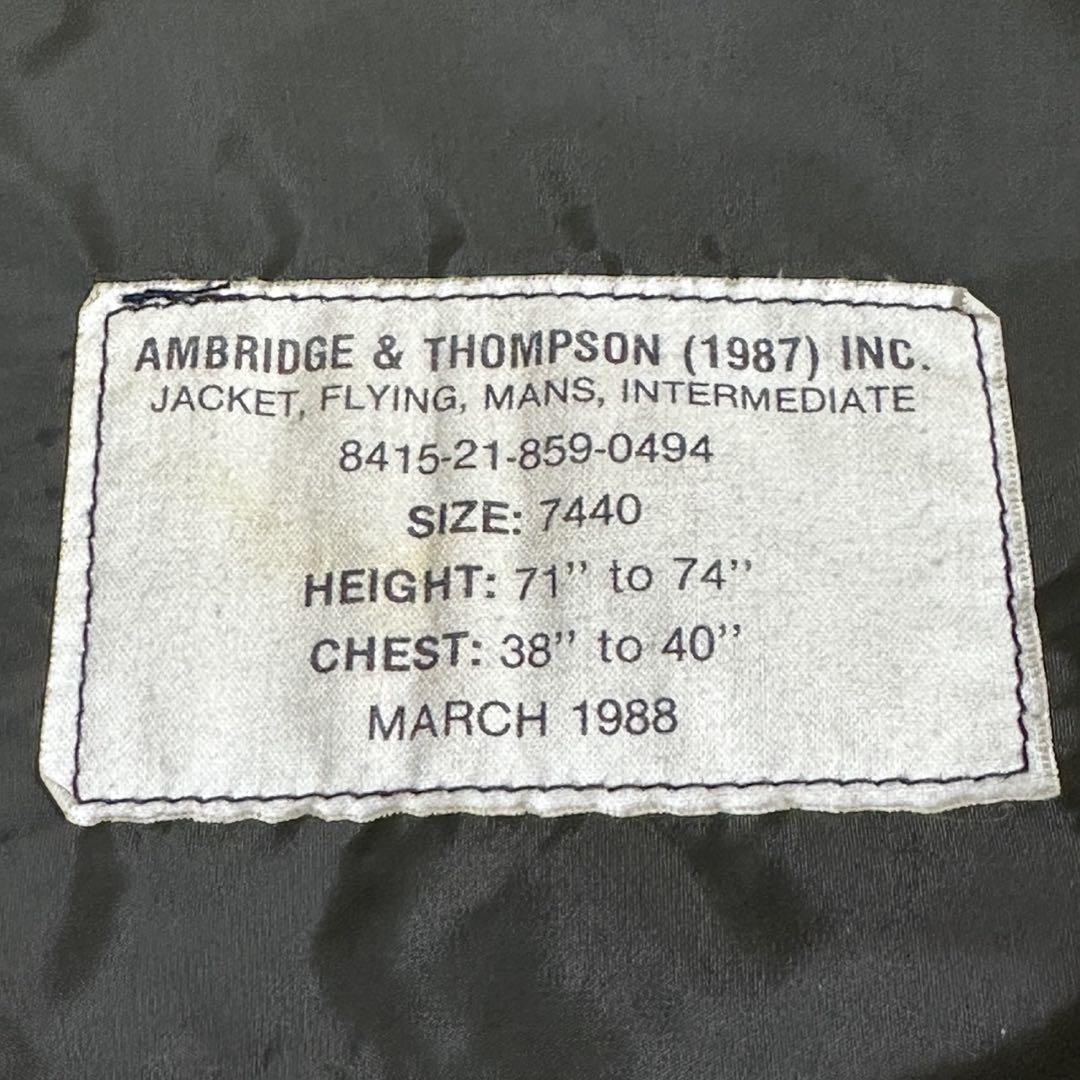 AMBRIDGE & THOMPSON (1987) INC.
JACKET, FLYING, MANS, INTERMEDIATE
8415-21-859-0494
SIZE: 7440
HEIGHT: 71” to 74”
CHEST: 38” to 40”
MARCH 1988